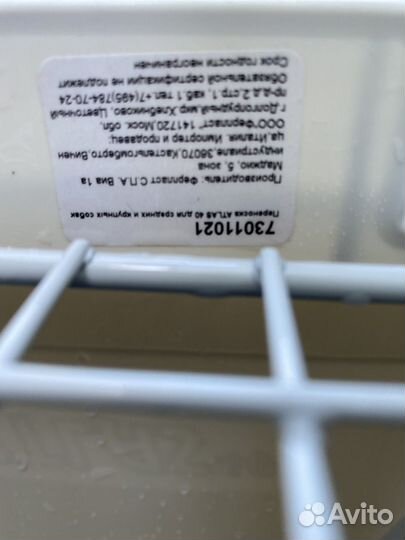 73011021
Переноска ATLAS 40 для средних и крупных собак
Производитель: Ферпласт С.П.А. Виа 1а
Маджио, 5, зона
индустриале, 36070.Кастельгомберто.Вичен
ца.Италия. Импортер и продавец:
ООО"Ферпласт" 141720.Моск. обл.
г.Долгопрудный,мкр.Хлебниково, Цветочный
пр-д,д.2,стр.1, каб.1 тел.+7(495)784-70-24
Обязательной сертификации не подлежит
Срок годности неограничен
Avito